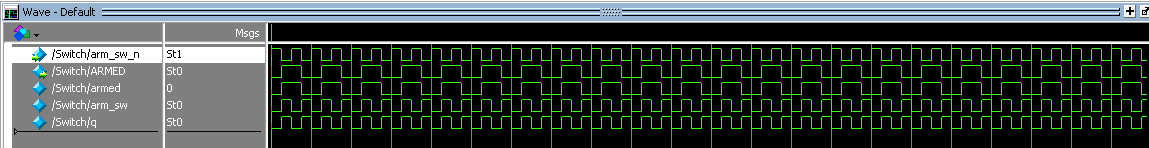 Wave - Default
Msgs
/Switch/arm_sw_n St1
/Switch/ARMED St0
/Switch/armed 0
/Switch/arm_sw St0
/Switch/q St0